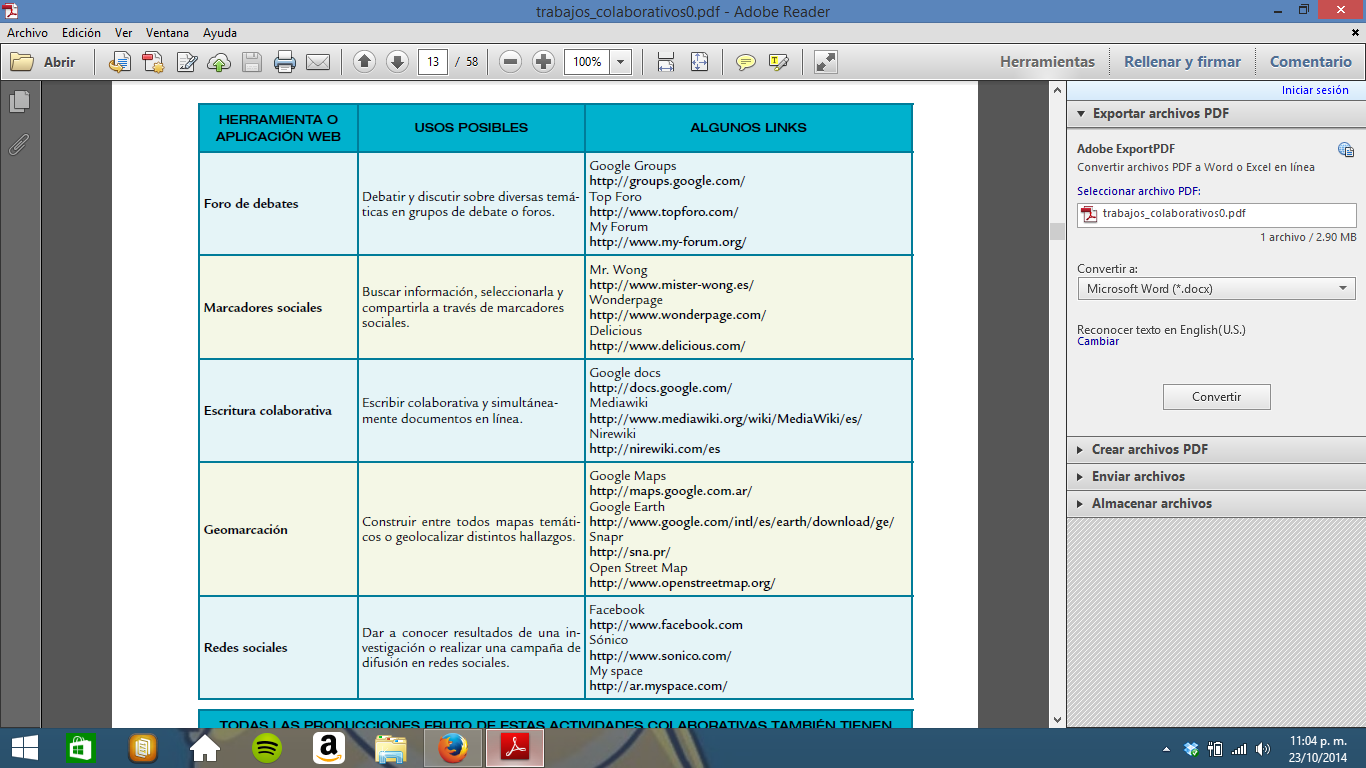 trabajos_colaborativos0.pdf - Adobe Reader
Archivo Edición Ver Ventana Ayuda
Abrir
13 / 58
100%
Herramientas
Rellenar y firmar
Comentario
HERRAMIENTA O
APLICACIÓN WEB
USOS POSIBLES
ALGUNOS LINKS
Foro de debates
Debatir y discutir sobre diversas temá-
ticas en grupos de debate o foros.
Google Groups
http://groups.google.com/
Top Foro
http://www.topforo.com/
My Forum
http://www.my-forum.org/
Marcadores sociales
Buscar información, seleccionarla y
compartirla a través de marcadores
sociales.
Mr. Wong
http://www.mister-wong.es/
Wonderpage
http://www.wonderpage.com/
Delicious
http://www.delicious.com/
Escritura colaborativa
Escribir colaborativa y simultánea-
mente documentos en línea.
Google docs
http://docs.google.com/
Mediawiki
http://www.mediawiki.org/wiki/MediaWiki/es/
Nirewiki
http://nirewiki.com/es
Geomarcación
Construir entre todos mapas temáti-
cos o geolocalizar distintos hallazgos.
Google Maps
http://maps.google.com.ar/
Google Earth
http://www.google.com/intl/es/earth/download/ge/
Snapr
http://sna.pr/
Open Street Map
http://www.openstreetmap.org/
Redes sociales
Dar a conocer resultados de una in-
vestigación o realizar una campaña de
difusión en redes sociales.
Facebook
http://www.facebook.com
Sónico
http://www.sonico.com/
My space
http://ar.myspace.com/
TODAS LAS PRODUCCIONES FRUTO DE ESTAS ACTIVIDADES COLABORATIVAS TAMBIÉN TIENEN
Iniciar sesión
Exportar archivos PDF
Adobe ExportPDF
Convertir archivos PDF a Word o Excel en línea
Seleccionar archivo PDF:
trabajos_colaborativos0.pdf
1 archivo / 2.90 MB
Convertir a:
Microsoft Word (*.docx)
Reconocer texto en English(U.S.)
Cambiar
Convertir
Crear archivos PDF
Enviar archivos
Almacenar archivos
11:04 p. m.
23/10/2014